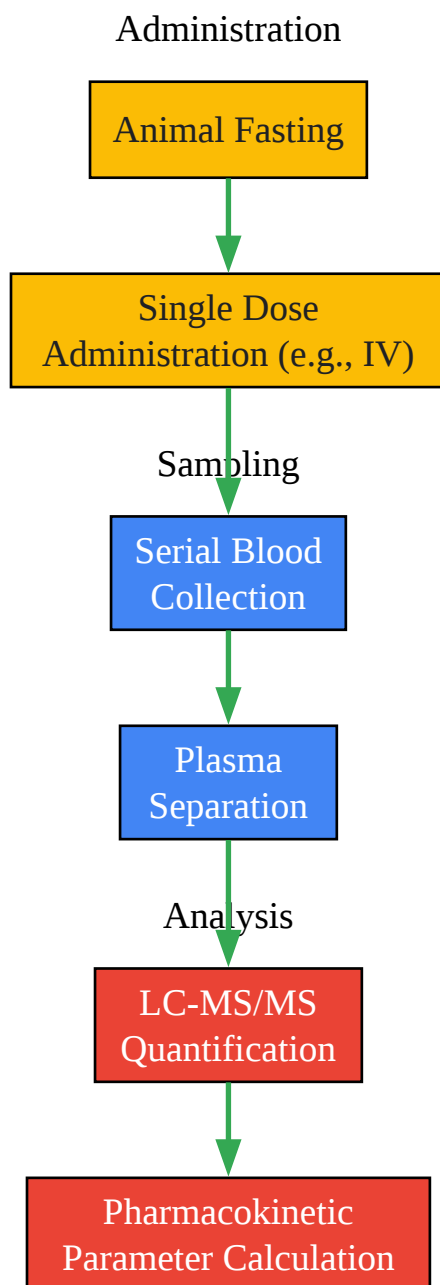 Administration
Animal Fasting
Single Dose
Administration (e.g., IV)
Sampling
Serial Blood
Collection
Plasma
Separation
Analysis
LC-MS/MS
Quantification
Pharmacokinetic
Parameter Calculation